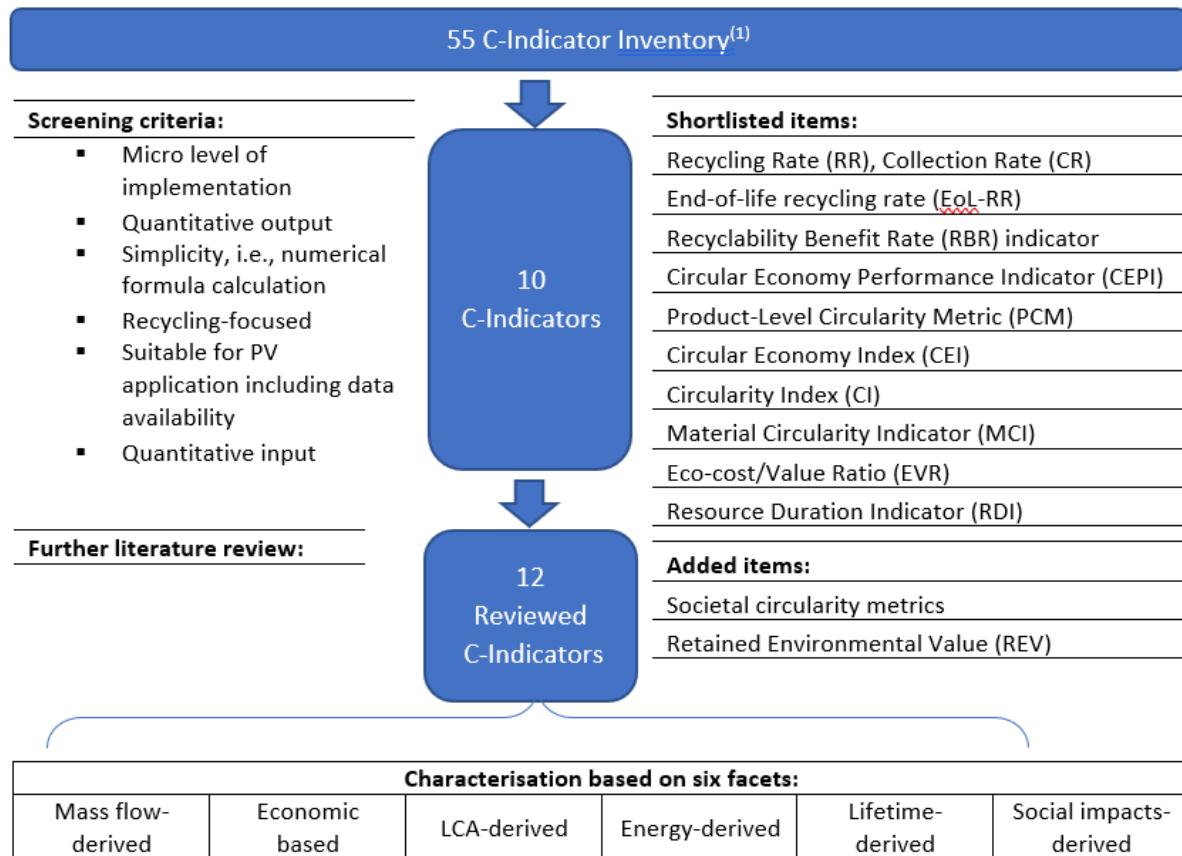 55 C-Indicator Inventory(1)
Screening criteria:
▪ Micro level of
implementation
▪ Quantitative output
▪ Simplicity, i.e., numerical
formula calculation
▪ Recycling-focused
▪ Suitable for PV
application including data
availability
▪ Quantitative input
10
C-Indicators
Shortlisted items:
Recycling Rate (RR), Collection Rate (CR)
End-of-life recycling rate (EoL-RR)
Recyclability Benefit Rate (RBR) indicator
Circular Economy Performance Indicator (CEPI)
Product-Level Circularity Metric (PCM)
Circular Economy Index (CEI)
Circularity Index (CI)
Material Circularity Indicator (MCI)
Eco-cost/Value Ratio (EVR)
Resource Duration Indicator (RDI)
Further literature review:
12
Reviewed
C-Indicators
Added items:
Societal circularity metrics
Retained Environmental Value (REV)
Characterisation based on six facets:
Mass flow-
derived
Economic
based
LCA-derived
Energy-derived
Lifetime-
derived
Social impacts-
derived